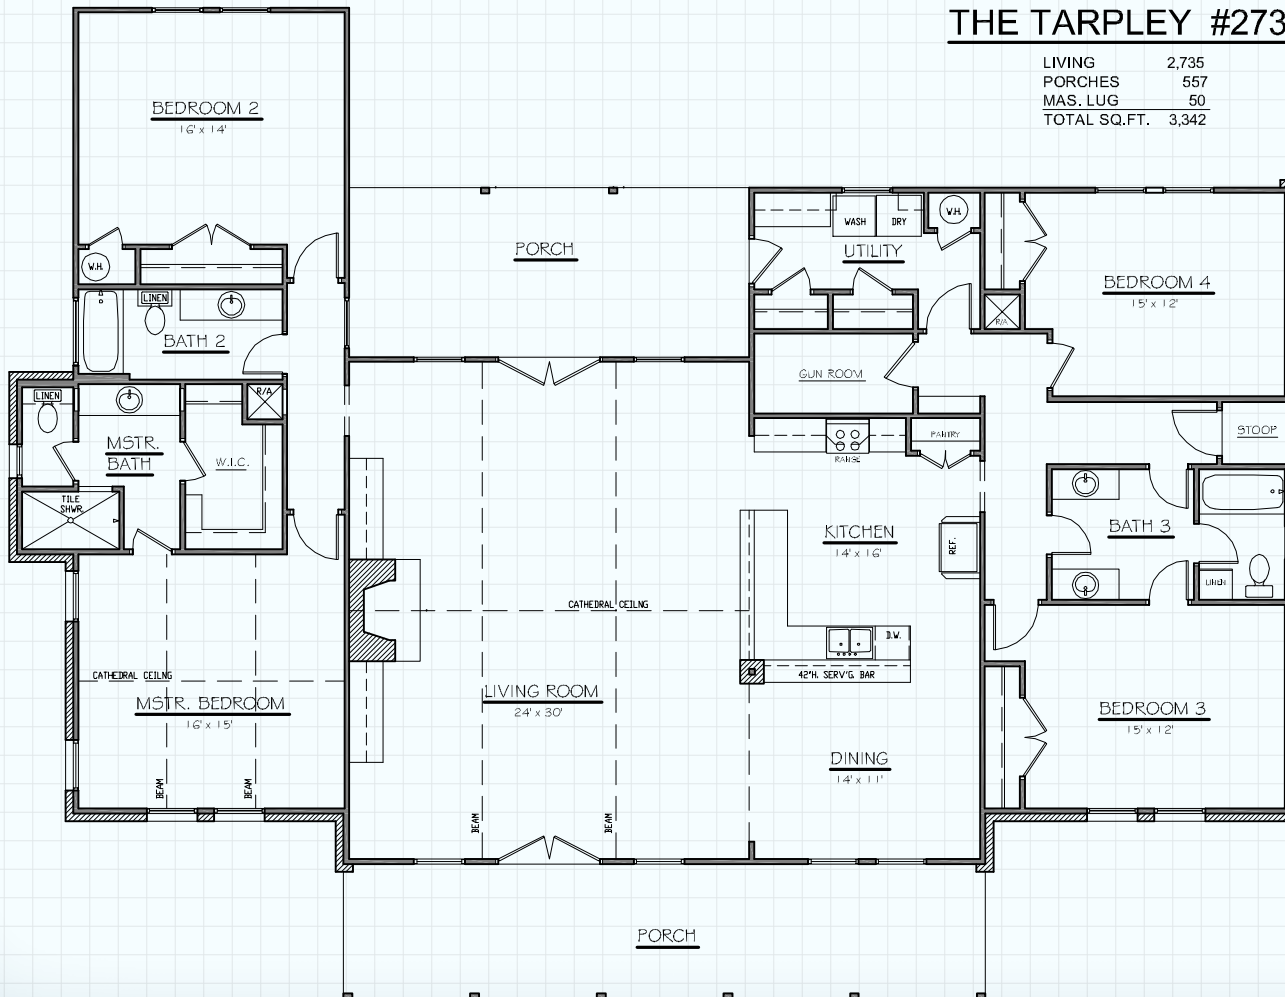 THE TARPLEY #273
LIVING 2,735
PORCHES 557
MAS. LUG 50
TOTAL SQ.FT. 3,342
BEDROOM 2
16' x 14'
W.H.
LINEN
BATH 2
PORCH
WASH
DRY
W.H.
UTILITY
R/A
BEDROOM 4
15' x 12'
GUN ROOM
LINEN
R/A
MSTR.
BATH
W.I.C.
TILE
SHWR.
PANTRY
RANGE
STOOP
KITCHEN
14' x 16'
REF.
BATH 3
LINEN
CATHEDRAL CEILNG
D.W.
42"H. SERV'G. BAR
CATHEDRAL CEILNG
MSTR. BEDROOM
16' x 15'
LIVING ROOM
24' x 30'
BEDROOM 3
15' x 12'
DINING
14' x 11'
BEAM
BEAM
BEAM
BEAM
PORCH